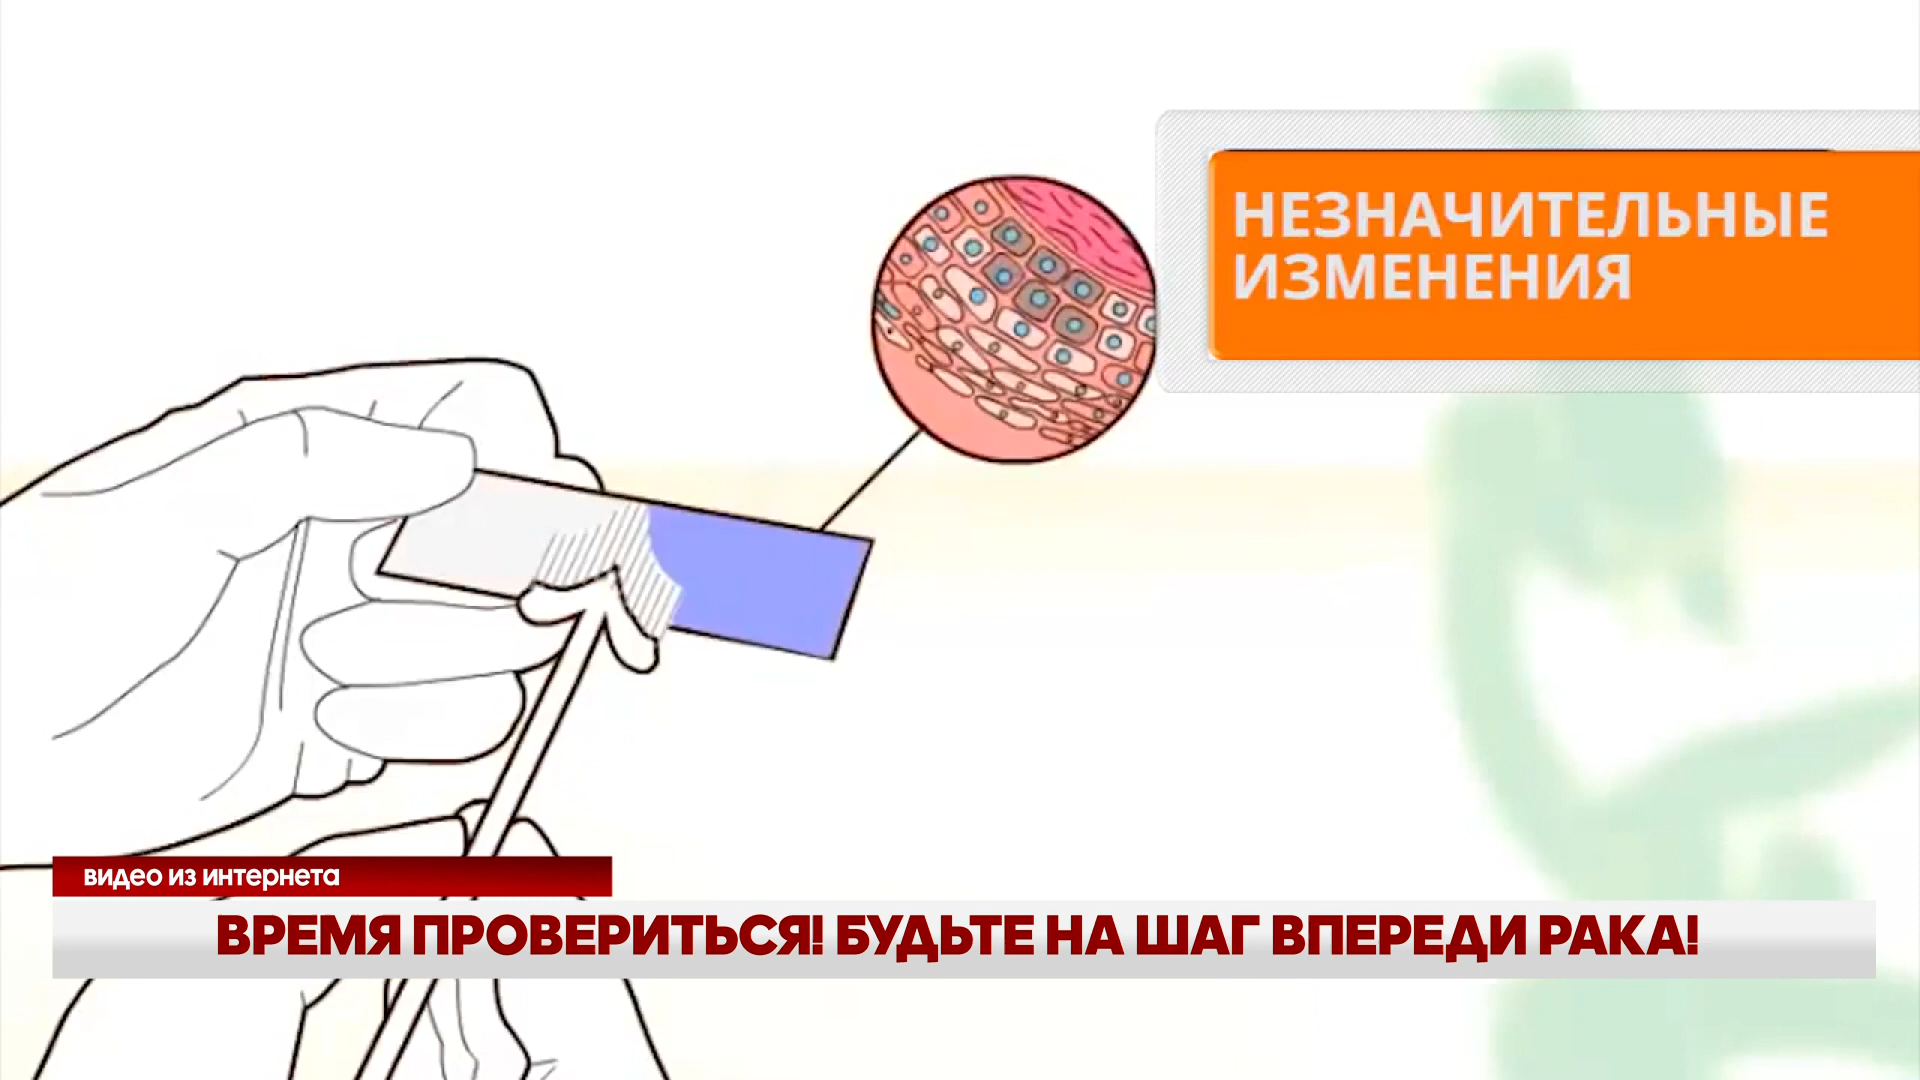 НЕЗНАЧИТЕЛЬНЫЕ
ИЗМЕНЕНИЯ
видео из интернета
ВРЕМЯ ПРОВЕРИТЬСЯ! БУДЬТЕ НА ШАГ ВПЕРЕДИ РАКА!